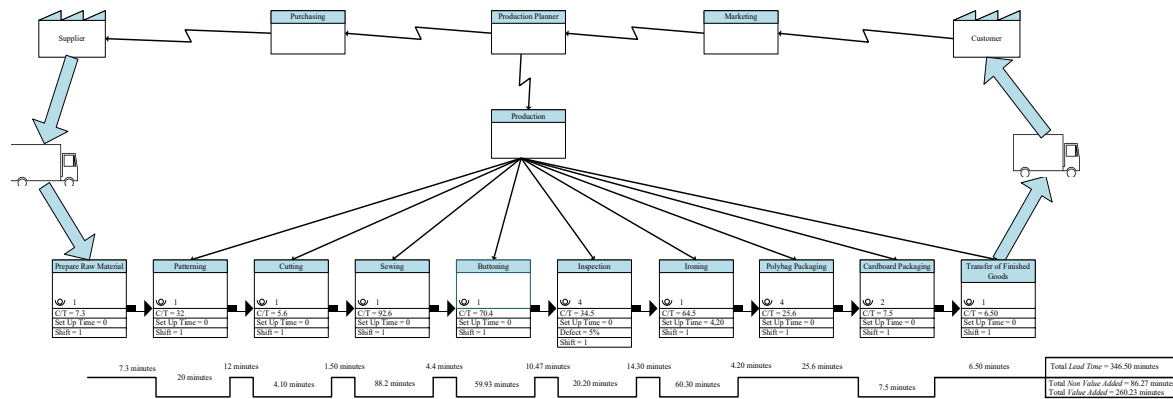 Supplier
Purchasing
Production Planner
Marketing
Customer
Production
Prepare Raw Material
1
C/T = 7.3
Set Up Time = 0
Shift = 1
Patterning
1
C/T = 32
Set Up Time = 0
Shift = 1
Cutting
1
C/T = 5.6
Set Up Time = 0
Shift = 1
Sewing
1
C/T = 92.6
Set Up Time = 0
Shift = 1
Buttoning
1
C/T = 70.4
Set Up Time = 0
Shift = 1
Inspection
4
C/T = 34.5
Set Up Time = 0
Defect = 5%
Shift = 1
Ironing
1
C/T = 64.5
Set Up Time = 4,20
Shift = 1
Polybag Packaging
4
C/T = 25.6
Set Up Time = 0
Shift = 1
Cardboard Packaging
2
C/T = 7.5
Set Up Time = 0
Shift = 1
Transfer of Finished
Goods
1
C/T = 6.50
Set Up Time = 0
Shift = 1
7.3 minutes
20 minutes
12 minutes
4.10 minutes
1.50 minutes
88.2 minutes
4.4 minutes
59.93 minutes
10.47 minutes
20.20 minutes
14.30 minutes
60.30 minutes
4.20 minutes
25.6 minutes
7.5 minutes
6.50 minutes
Total Lead Time = 346.50 minutes
Total Non Value Added = 86.27 minutes
Total Value Added = 260.23 minutes